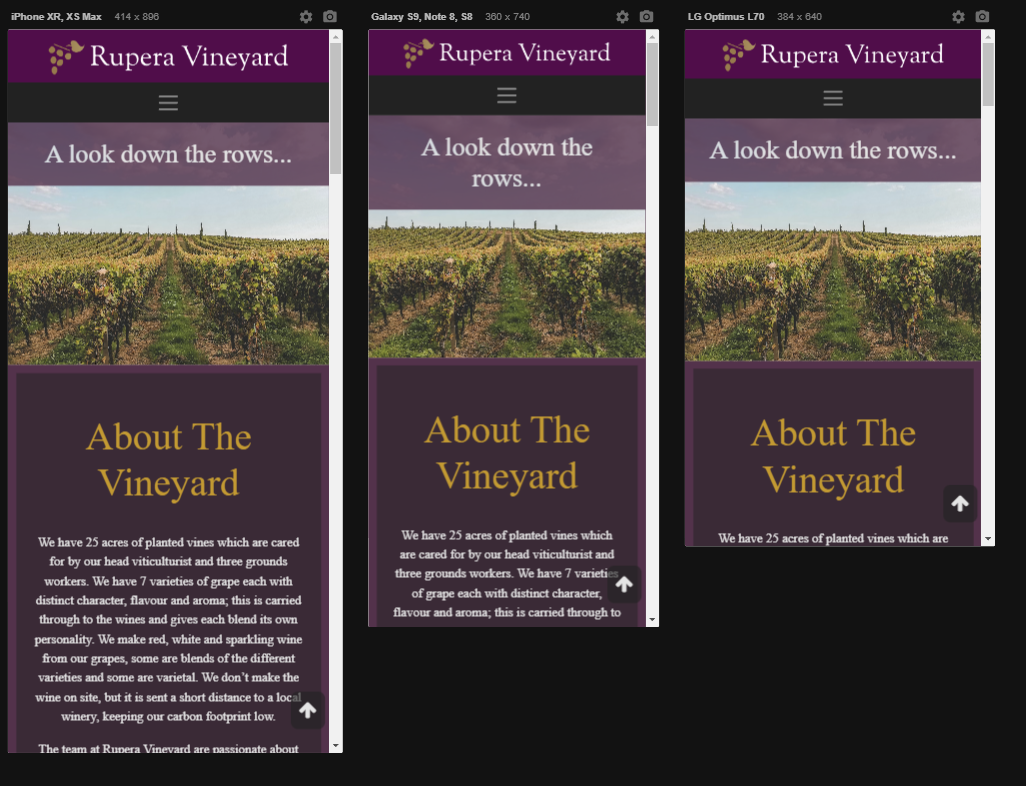 iPhone XR, XS Max 414 x 896
Rupera Vineyard
A look down the rows...
About The
Vineyard
We have 25 acres of planted vines which are cared
for by our head viticulturist and three grounds
workers. We have 7 varieties of grape each with
distinct character, flavour and aroma; this is carried
through to the wines and gives each blend its own
personality. We make red, white and sparkling wine
from our grapes, some are blends of the different
varieties and some are varietal. We don't make the
wine on site, but it is sent a short distance to a local
winery, keeping our carbon footprint low.
The team at Rupera Vineyard are passionate about
Galaxy S9, Note 8, S8 360 x 740
Rupera Vineyard
A look down the
rows...
About The
Vineyard
We have 25 acres of planted vines which
are cared for by our head viticulturist and
three grounds workers. We have 7 varieties
of grape each with distinct character,
flavour and aroma; this is carried through to
LG Optimus L70 384 x 640
Rupera Vineyard
A look down the rows...
About The
Vineyard
We have 25 acres of planted vines which are